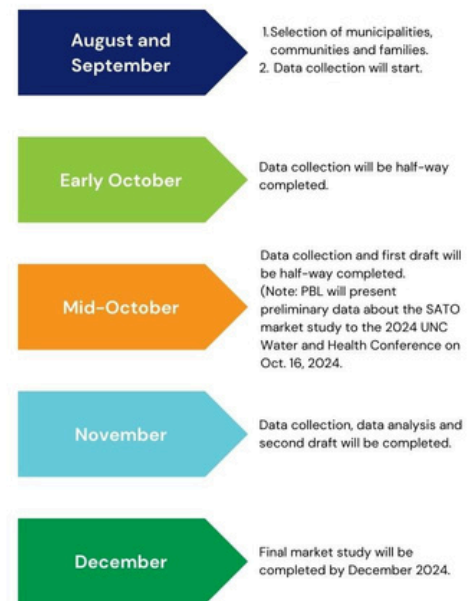 August and
September
1.Selection of municipalities,
communities and families.
2. Data collection will start.
Early October
Data collection will be half-way
completed.
Mid-October
Data collection and first draft will
be half-way completed.
(Note: PBL will present
preliminary data about the SATO
market study to the 2024 UNC
Water and Health Conference on
Oct. 16, 2024.
November
Data collection, data analysis and
second draft will be completed.
December
Final market study will be
completed by December 2024.